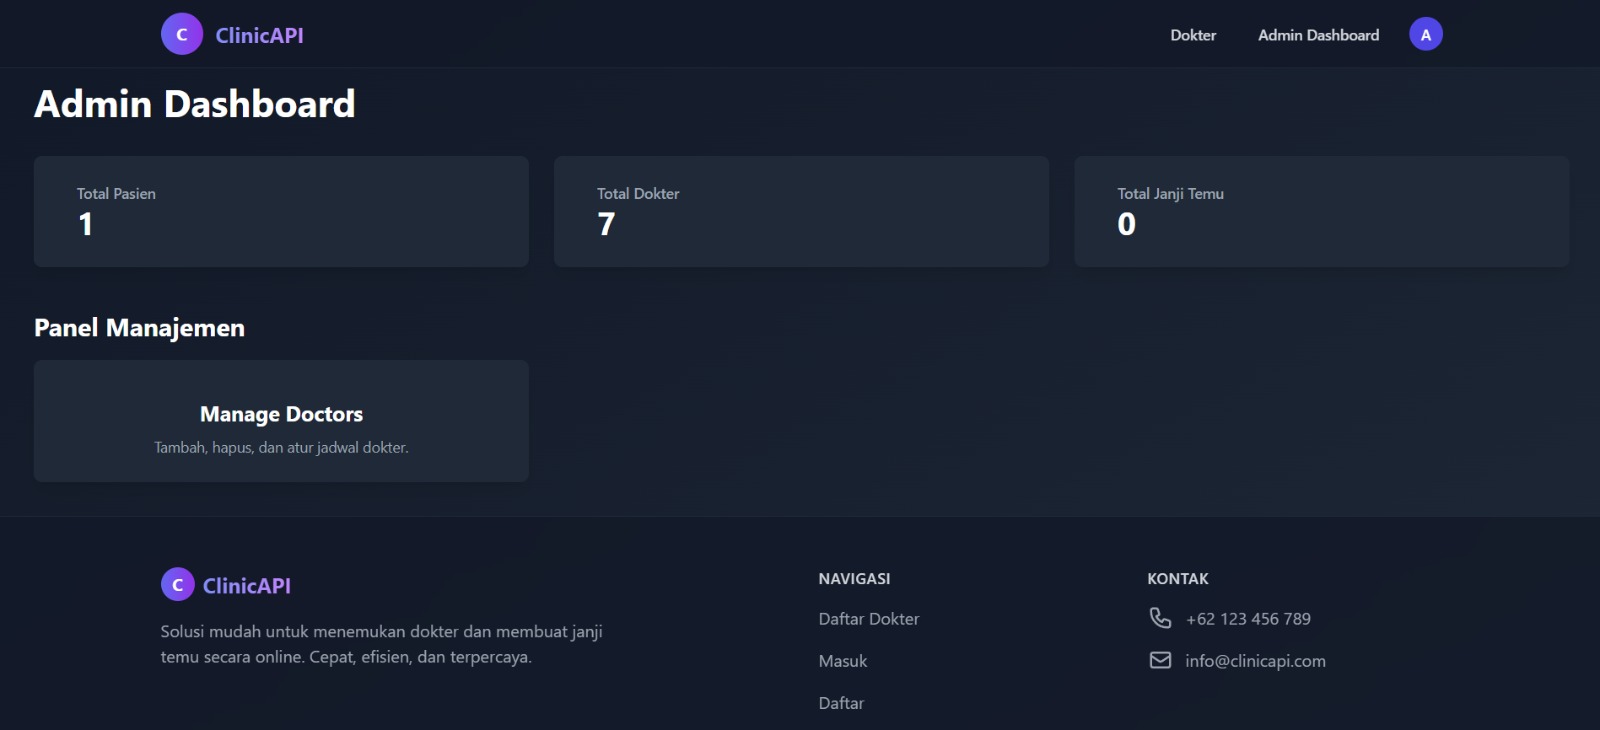 C ClinicAPI
Dokter Admin Dashboard A
Admin Dashboard
Total Pasien
1
Total Dokter
7
Total Janji Temu
0
Panel Manajemen
Manage Doctors
Tambah, hapus, dan atur jadwal dokter.
C ClinicAPI
Solusi mudah untuk menemukan dokter dan membuat janji
temu secara online. Cepat, efisien, dan terpercaya.
NAVIGASI
Daftar Dokter
Masuk
Daftar
KONTAK
+62 123 456 789
info@clinicapi.com